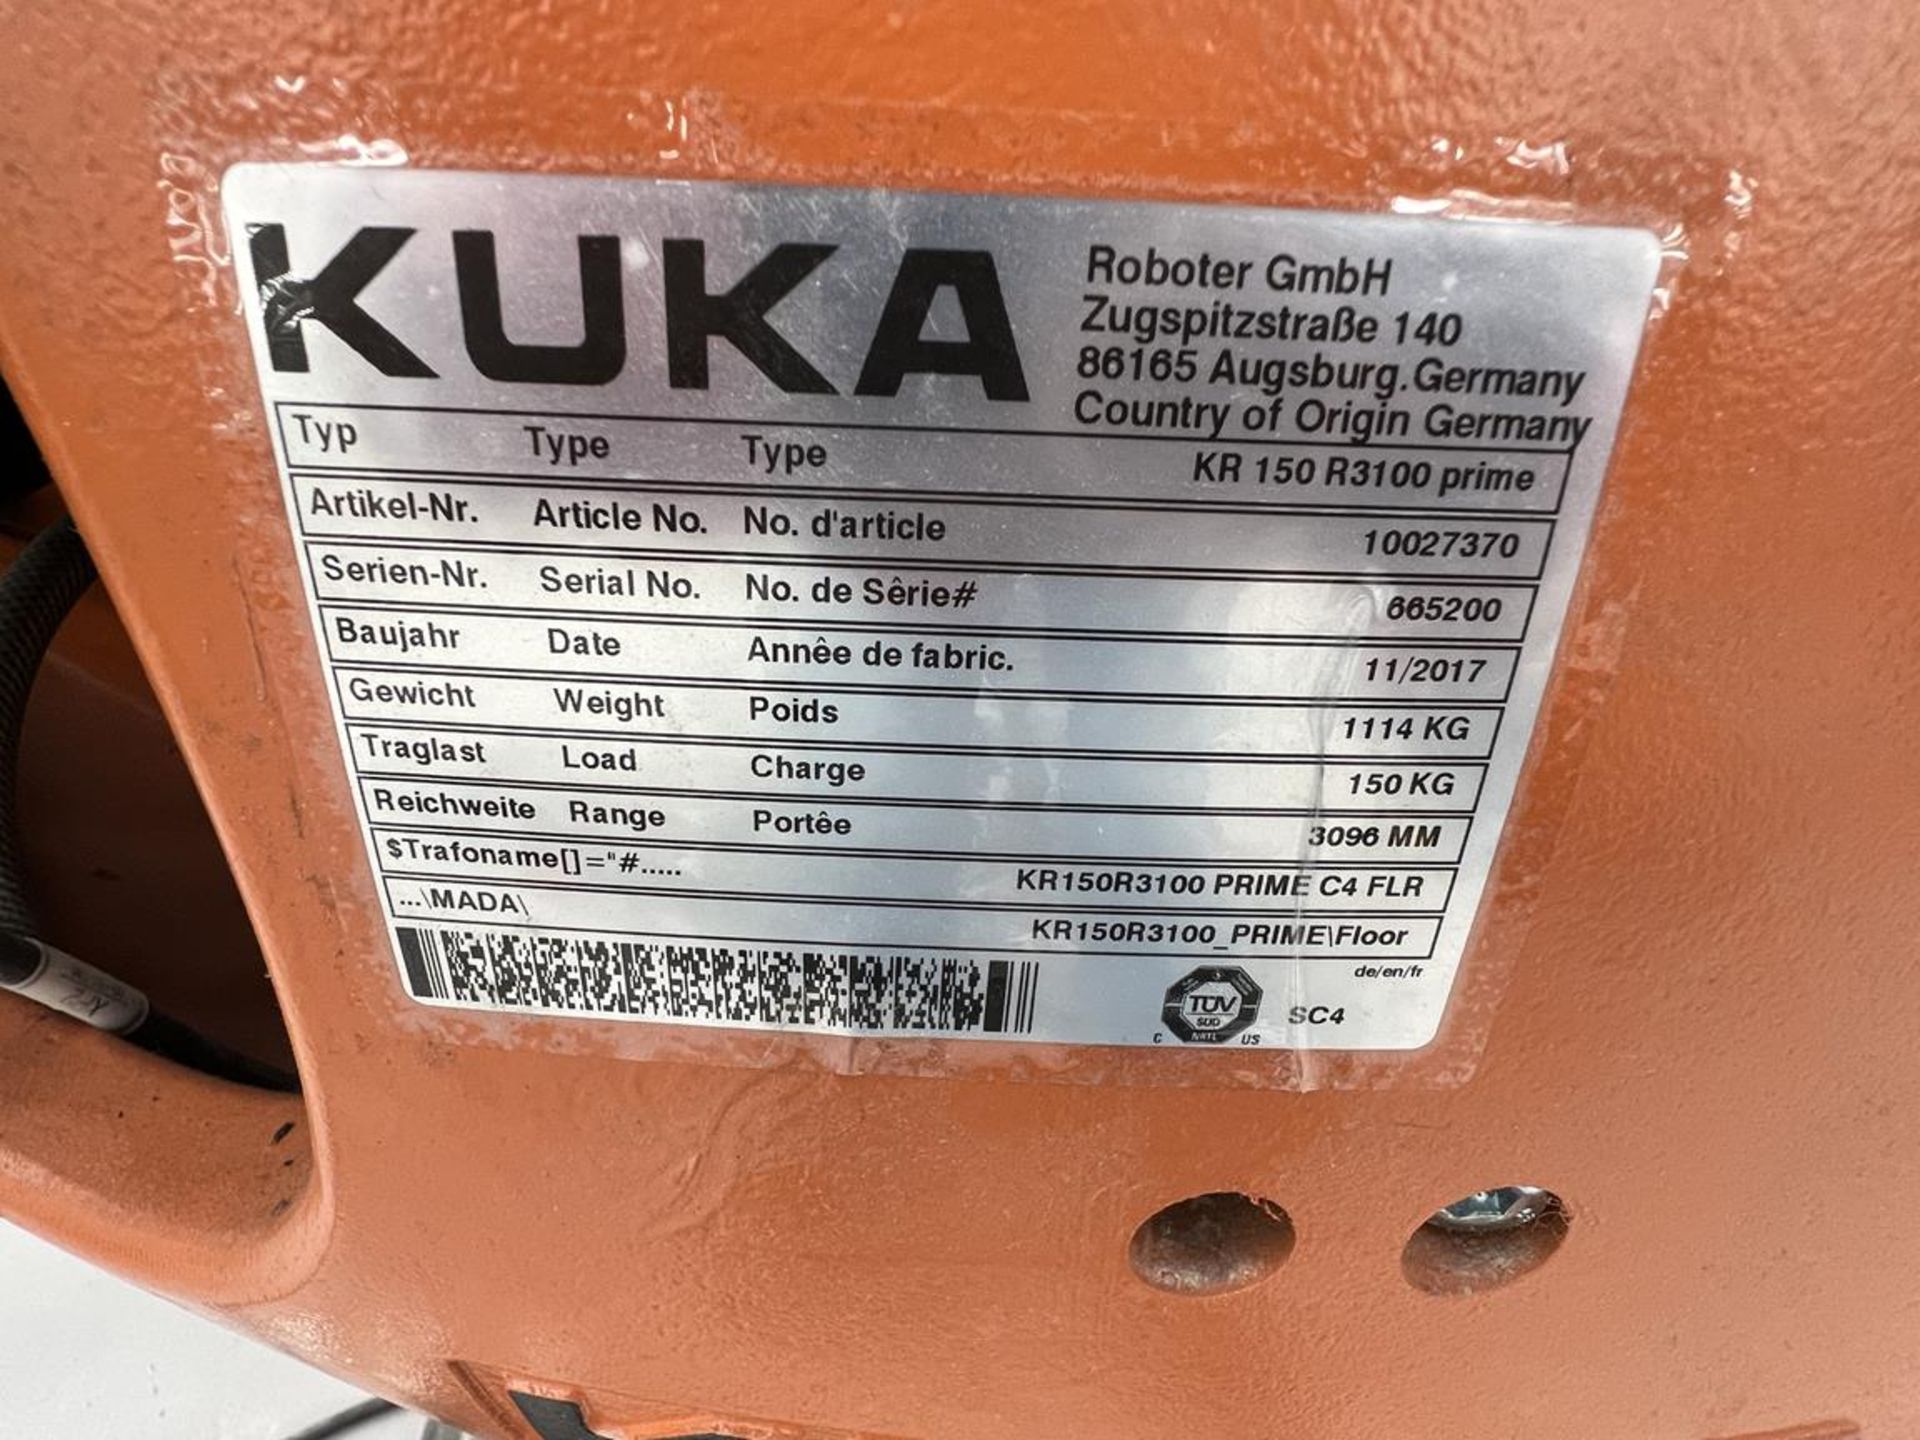 KUKA
Roboter GmbH
Zugspitzstraße 140
86165 Augsburg.Germany
Country of Origin Germany
Typ Type Type KR 150 R3100 prime
Artikel-Nr. Article No. No. d'article 10027370
Serien-Nr. Serial No. No. de Sêrie# 665200
Baujahr Date Annêe de fabric. 11/2017
Gewicht Weight Poids 1114 KG
Traglast Load Charge 150 KG
Reichweite Range Portêe 3096 MM
$Trafoname[]="#..... KR150R3100 PRIME C4 FLR
...\MADA\ KR150R3100_PRIME\Floor
de/en/fr
TÜV
SÜD
NRTL
C US
SC4